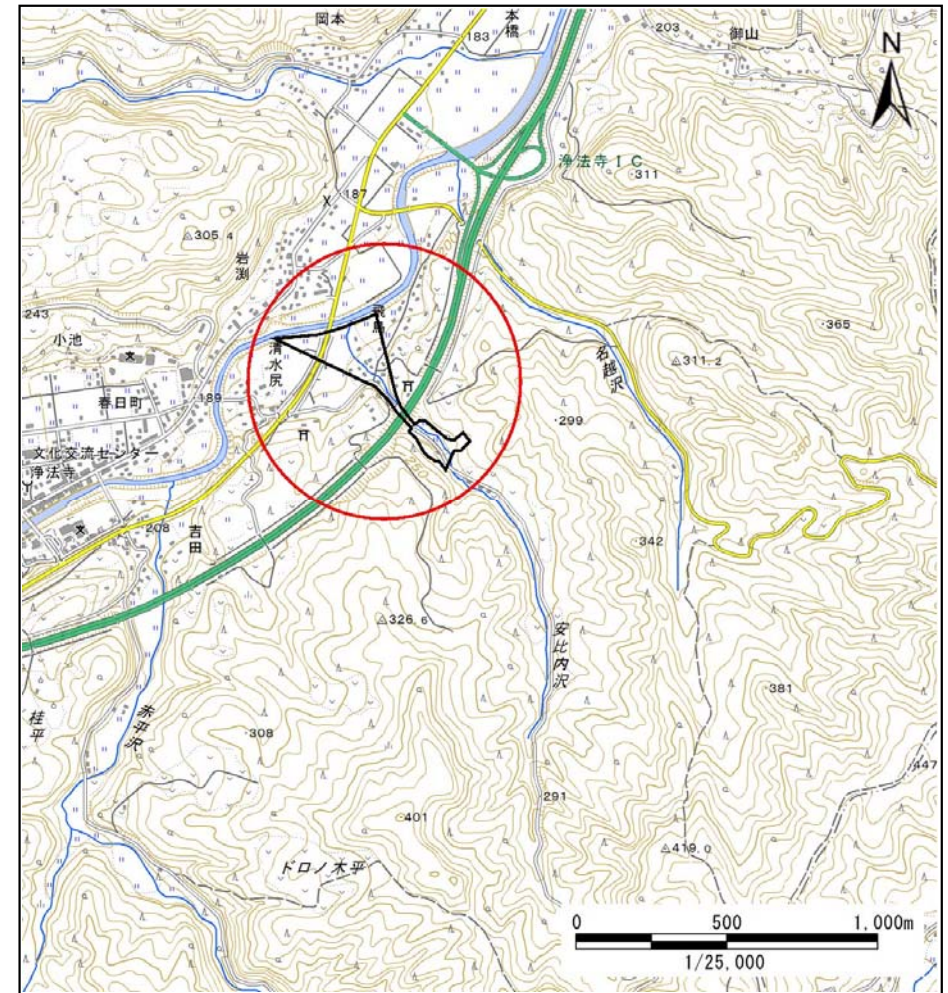 岡本
183
本橋
203
御山
N
浄法寺IC
311
187
305.4
岩渕
飛鳥
243
小池
清水尻
365
名越沢
311.2
春日町
189
299
文化交流センター
浄法寺
208
吉田
342
326.6
安比内沢
381
桂平
赤平沢
308
447
291
401
419.0
ドロノ木平
0 500 1,000m
1/25,000